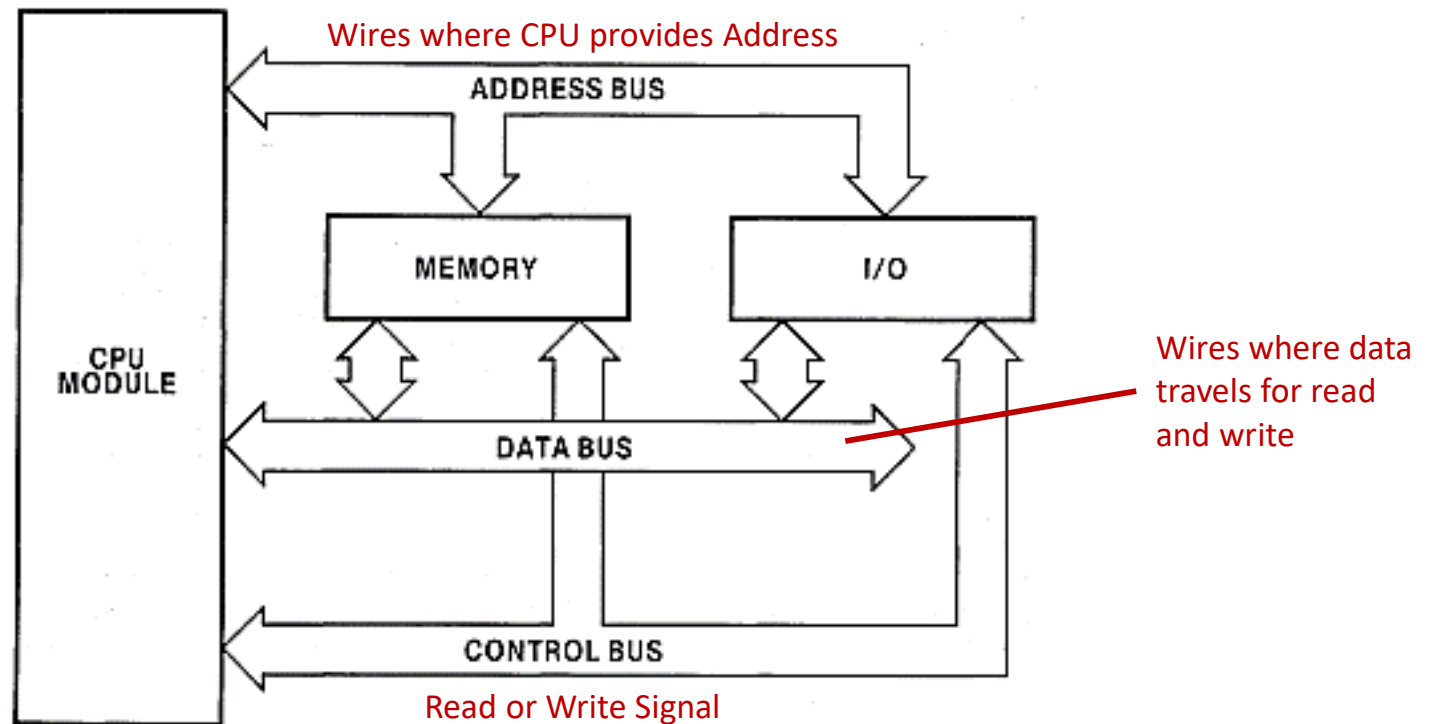 Wires where CPU provides Address
ADDRESS BUS
MEMORY
I/O
CPU
MODULE
Wires where data
travels for read
and write
DATA BUS
CONTROL BUS
Read or Write Signal